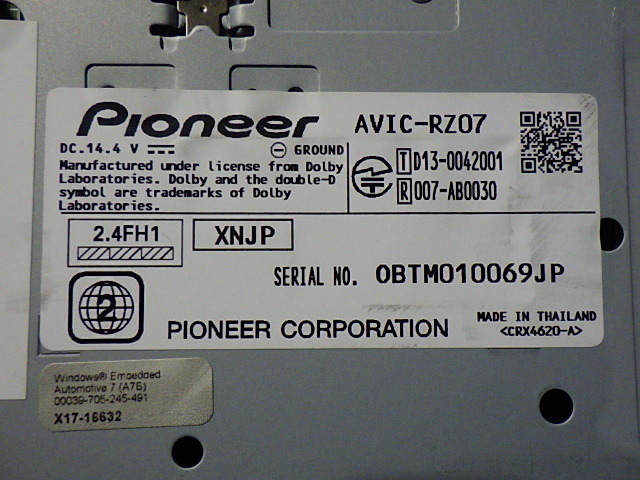 Pioneer
AVIC-RZ07
DC.14.4 V
GROUND
Manufactured under license from Dolby
Laboratories. Dolby and the double-D
symbol are trademarks of Dolby
Laboratories.
T D13-0042001
R 007-AB0030
2.4FH1
XNJP
SERIAL NO. OBTM010069JP
2
PIONEER CORPORATION
MADE IN THAILAND
<CRX4620-A>
Windows® Embedded
Automotive 7 (A7B)
00039-705-245-491
X17-16632